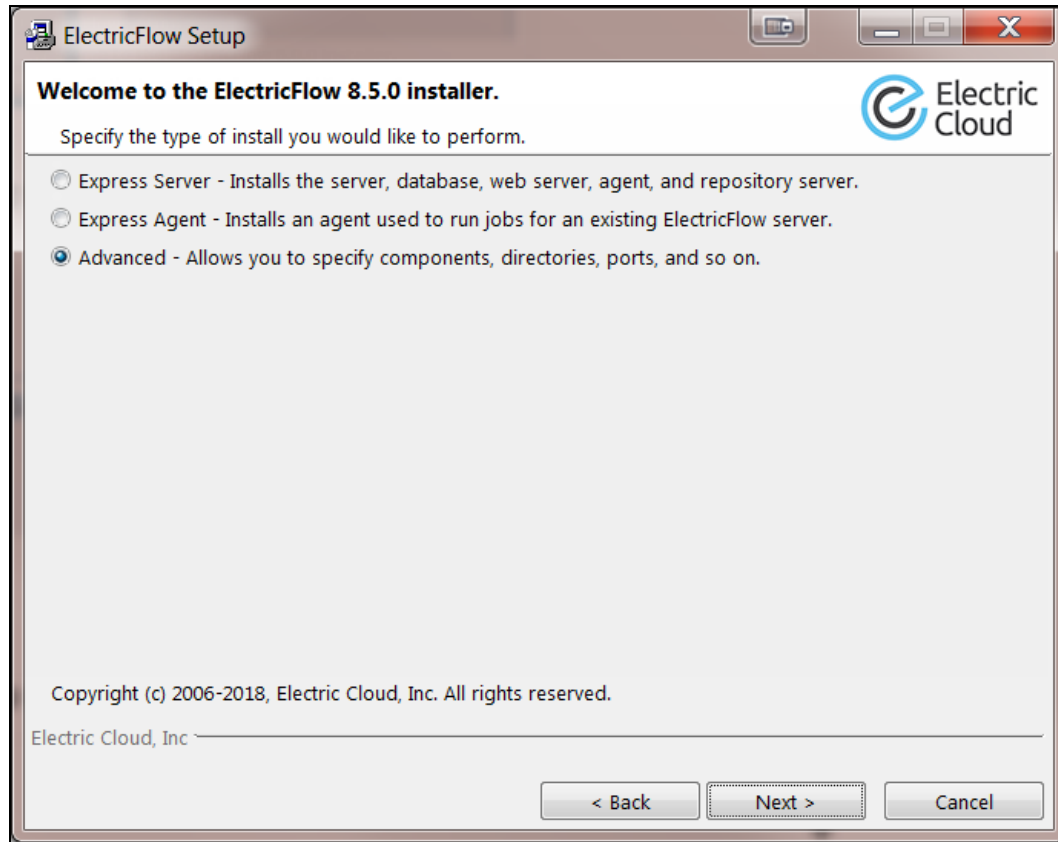 ElectricFlow Setup
Welcome to the ElectricFlow 8.5.0 installer.
Specify the type of install you would like to perform.
Electric
Cloud
Express Server - Installs the server, database, web server, agent, and repository server.
Express Agent - Installs an agent used to run jobs for an existing ElectricFlow server.
Advanced - Allows you to specify components, directories, ports, and so on.
Copyright (c) 2006-2018, Electric Cloud, Inc. All rights reserved.
Electric Cloud, Inc
< Back
Next >
Cancel